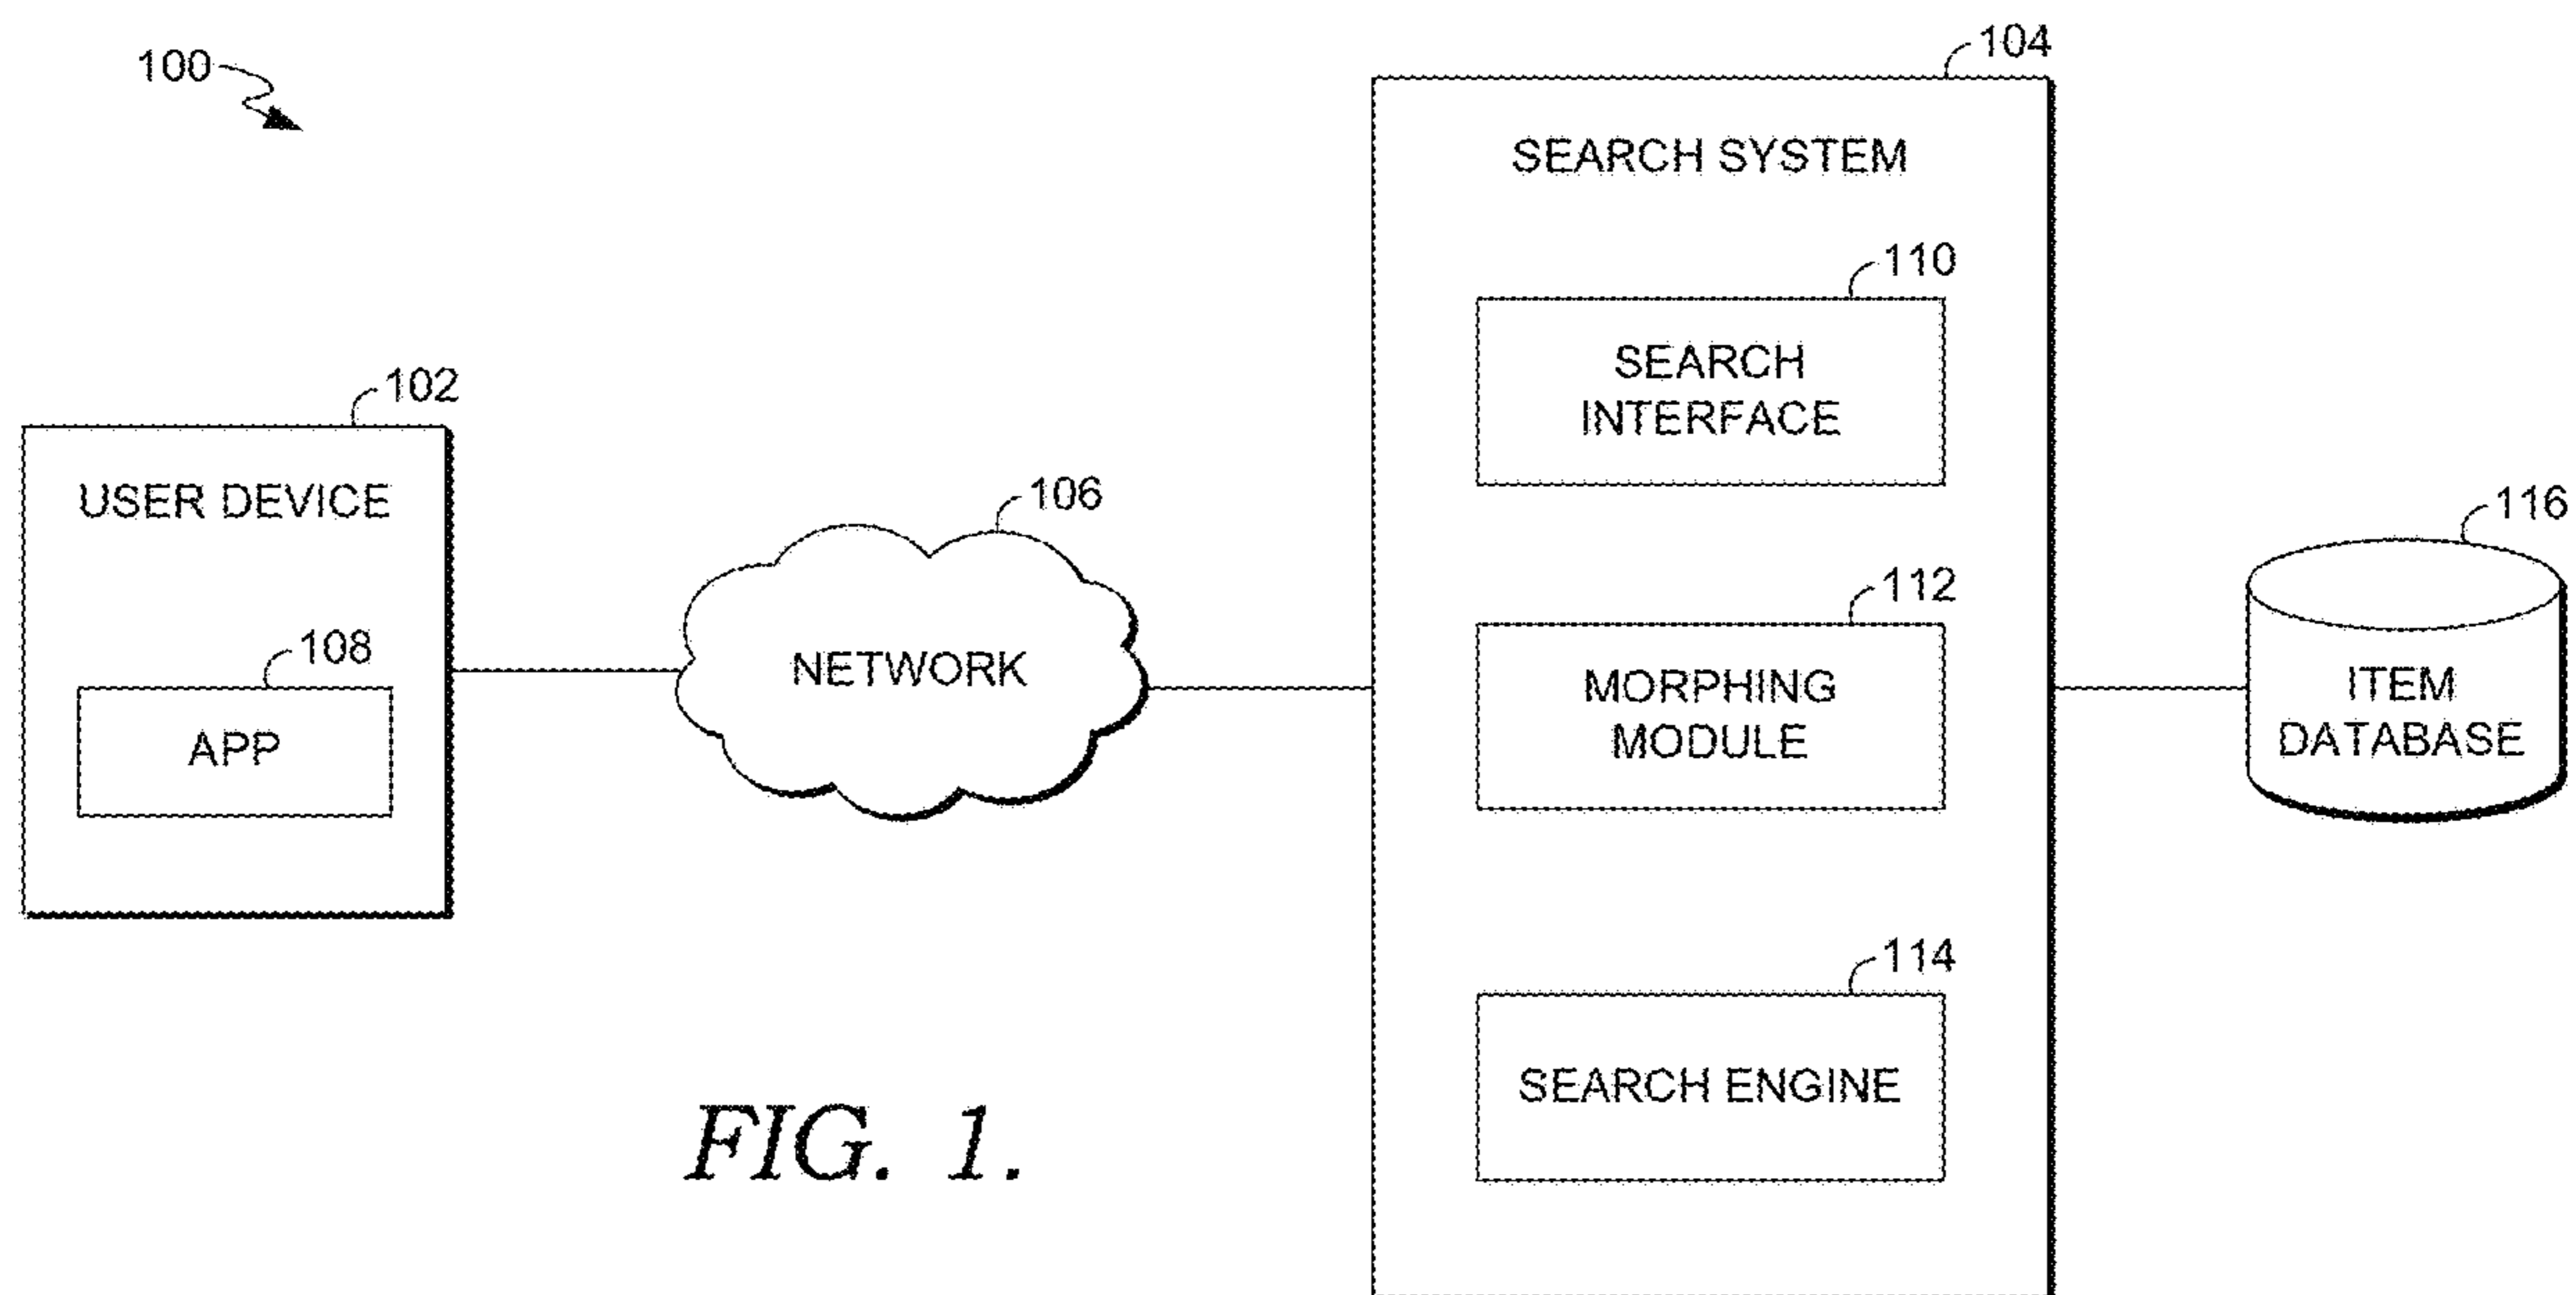 100
104
SEARCH SYSTEM
110
SEARCH
INTERFACE
102
USER DEVICE
108
APP
106
NETWORK
112
MORPHING
MODULE
116
ITEM
DATABASE
114
SEARCH ENGINE
FIG. 1.